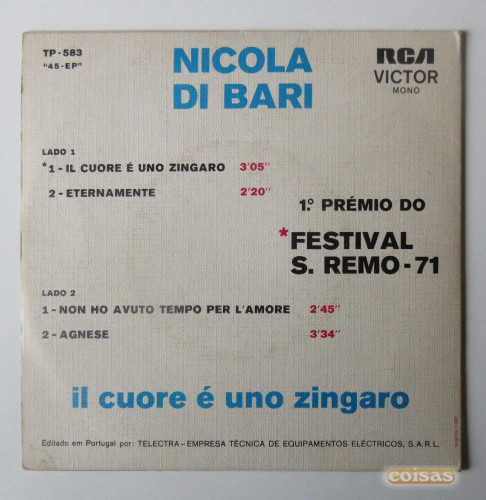 TP-583
"45-EP"
NICOLA
DI BARI
RCA
VICTOR
MONO
LADO 1
*1-IL CUORE É UNO ZINGARO 3'05''
2-ETERNAMENTE 2'20''
1.º PRÉMIO DO
*FESTIVAL
S. REMO-71
LADO 2
1-NON HO AVUTO TEMPO PER L'AMORE 2'45''
2-AGNESE 3'34''
il cuore é uno zingaro
Editado em Portugal por: TELECTRA-EMPRESA TÉCNICA DE EQUIPAMENTOS ELÉCTRICOS, S.A.R.L.
coisas